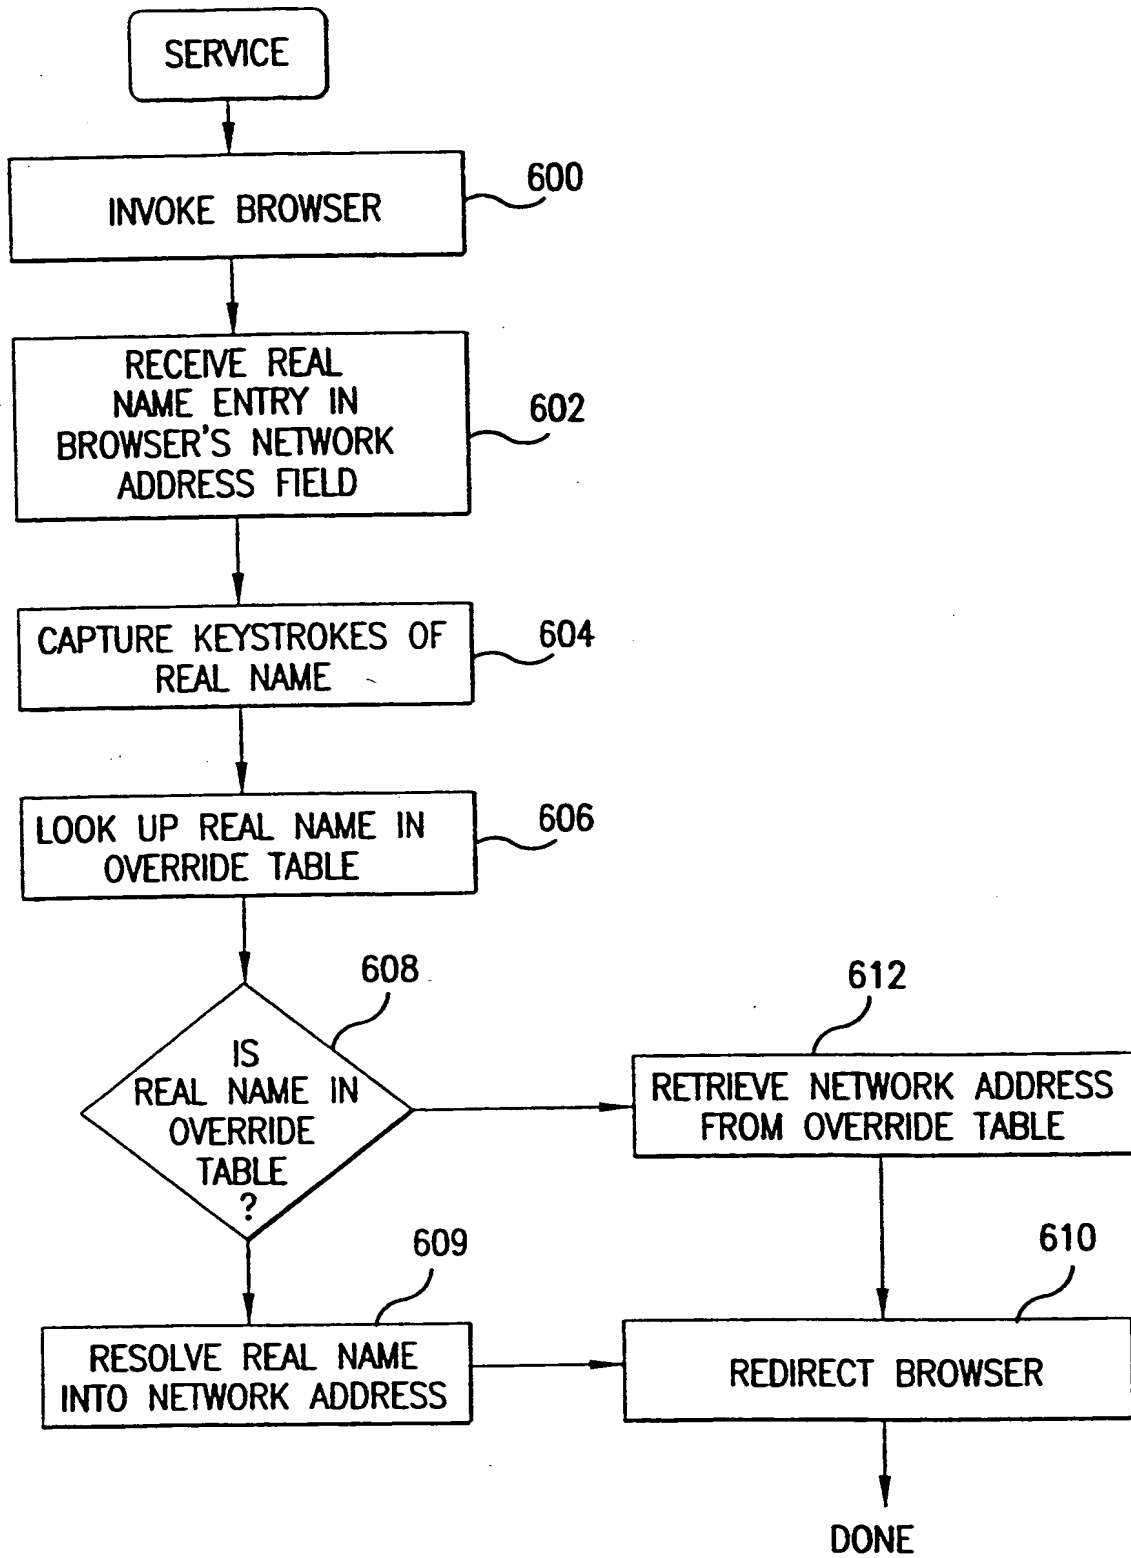 SERVICE
INVOKE BROWSER
600
RECEIVE REAL
NAME ENTRY IN
BROWSER'S NETWORK
ADDRESS FIELD
602
CAPTURE KEYSTROKES OF
REAL NAME
604
LOOK UP REAL NAME IN
OVERRIDE TABLE
606
608
IS
REAL NAME IN
OVERRIDE
TABLE
?
612
RETRIEVE NETWORK ADDRESS
FROM OVERRIDE TABLE
609
RESOLVE REAL NAME
INTO NETWORK ADDRESS
610
REDIRECT BROWSER
DONE